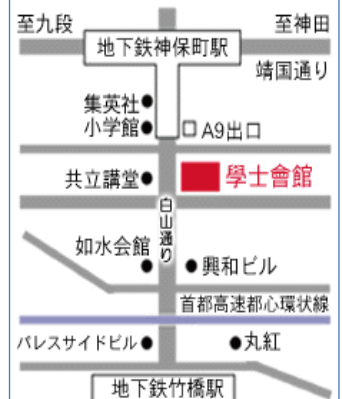 至九段
至神田
地下鉄神保町駅
靖国通り
集英社
小学館
A9出口
共立講堂
學士會館
白山通り
如水会館
興和ビル
首都高速都心環状線
パレスサイドビル
丸紅
地下鉄竹橋駅